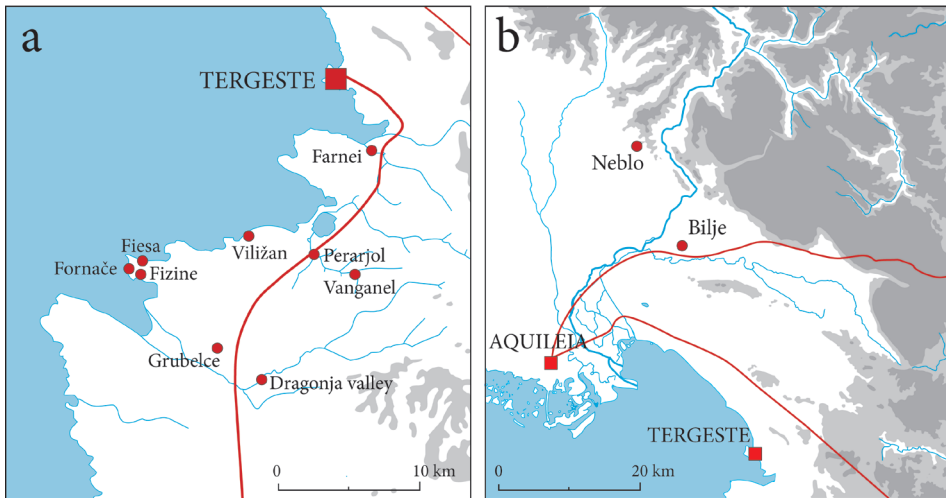 a
TERGESTE
Farnei
Viližan
Fiesa
Fornače
Fizine
Perarjol
Vanganel
Grubelce
Dragonja valley
0
10 km
b
Neblo
Bilje
AQUILEIA
TERGESTE
0
20 km